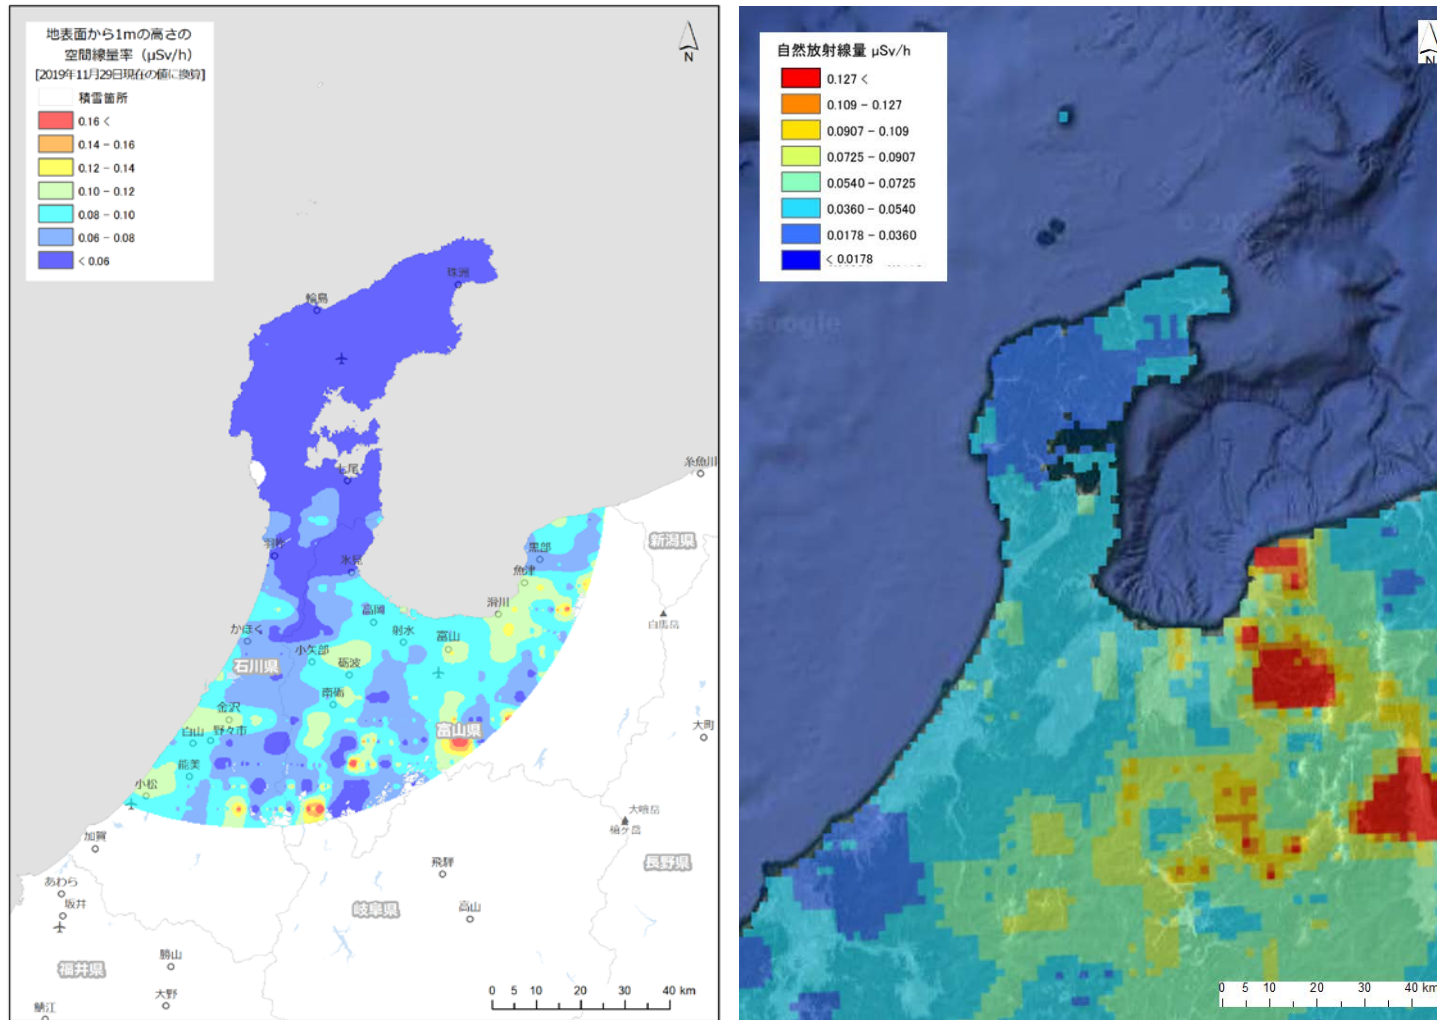 地表面から1mの高さの
空間線量率（μSv/h）
[2019年11月29日現在の値に換算]
積雪箇所
0.16 <
0.14 – 0.16
0.12 – 0.14
0.10 – 0.12
0.08 – 0.10
0.06 – 0.08
< 0.06
N
珠洲
輪島
七尾
糸魚川
羽咋
氷見
黒部
新潟県
魚津
滑川
高岡
白馬岳
かほく
射水
富山
小矢部
石川県
砺波
南砺
金沢
白山
野々市
富山県
大町
能美
小松
大喰岳
槍ヶ岳
加賀
飛騨
長野県
あわら
坂井
岐阜県
高山
勝山
福井県
大野
鯖江
0 5 10 20 30 40 km
自然放射線量 μSv/h
0.127 <
0.109 – 0.127
0.0907 – 0.109
0.0725 – 0.0907
0.0540 – 0.0725
0.0360 – 0.0540
0.0178 – 0.0360
< 0.0178
N
Google
0 5 10 20 30 40 km